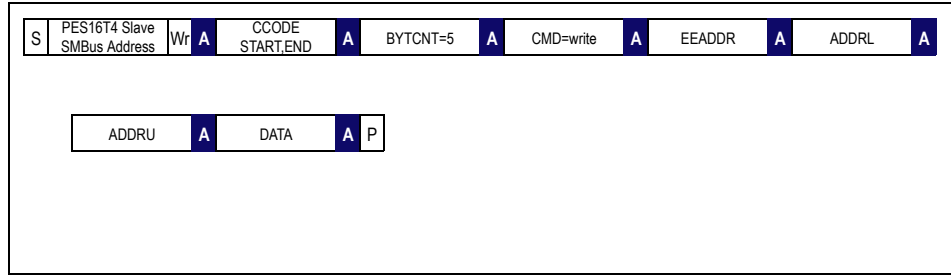 S PES16T4 Slave SMBus Address Wr A CCODE START,END A BYTCNT=5 A CMD=write A EEADDR A ADDRL A
ADDRU A DATA A P